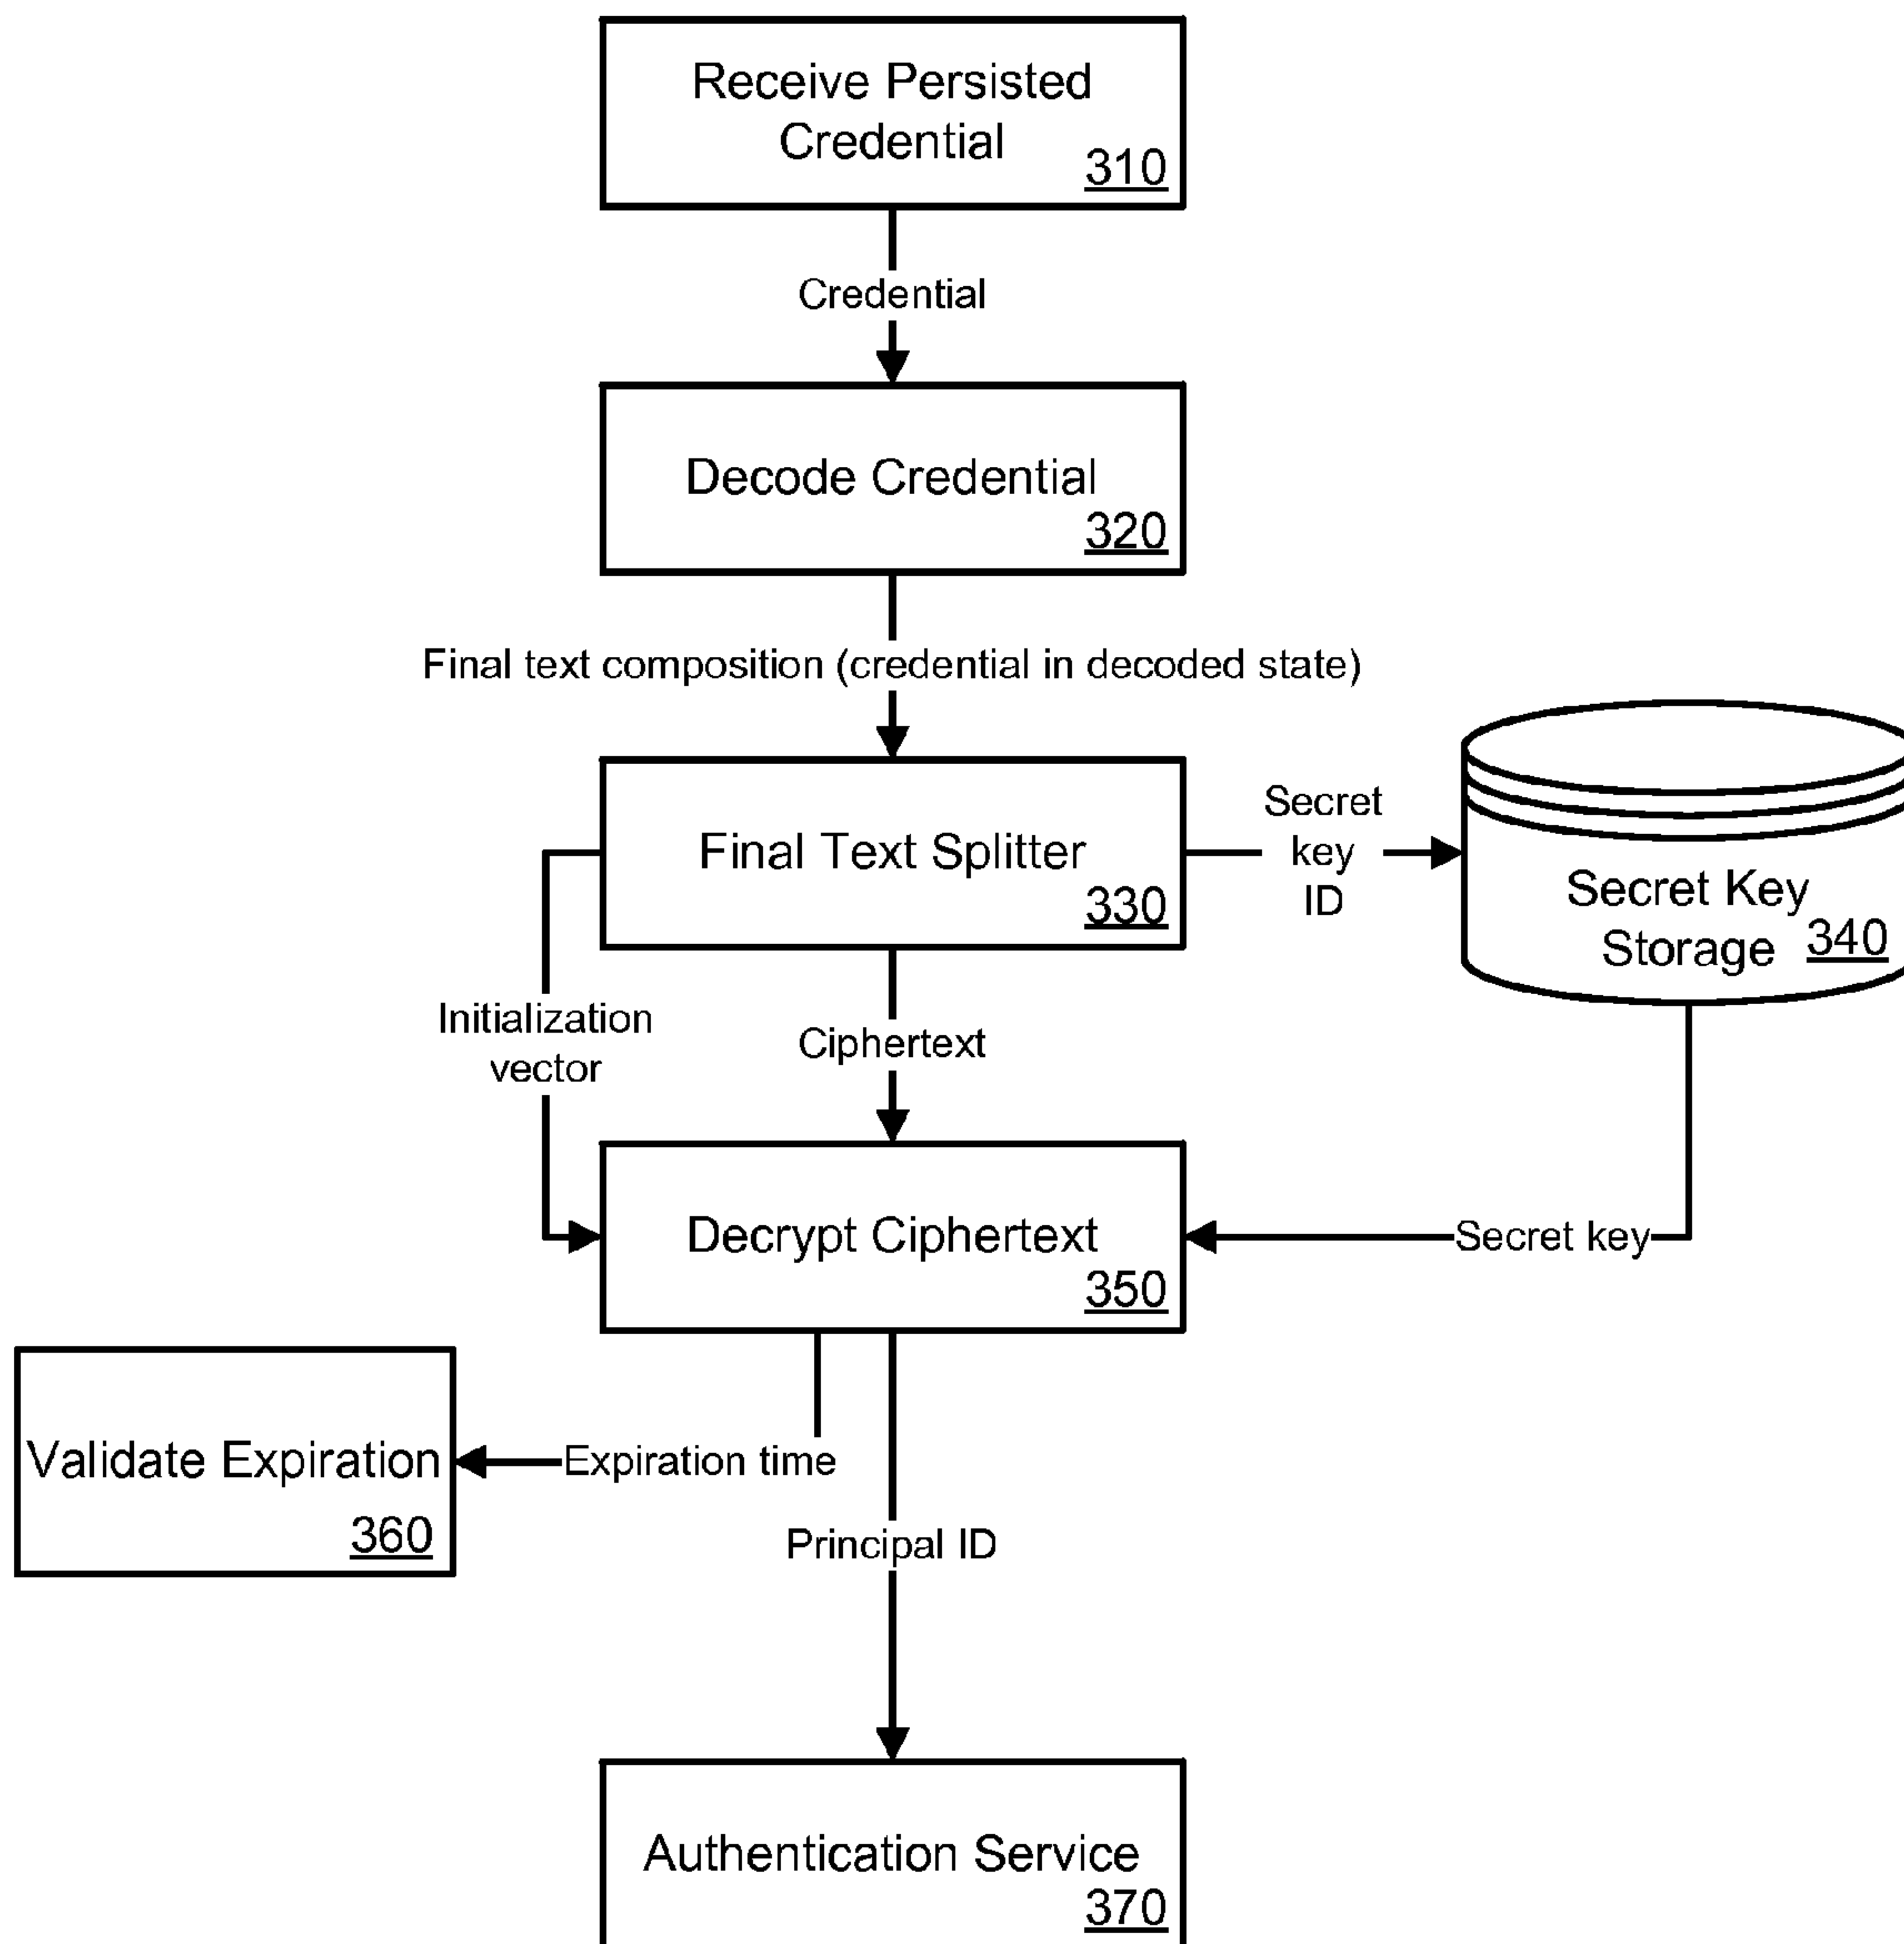 Receive Persisted
Credential
310
Credential
Decode Credential
320
Final text composition (credential in decoded state)
Final Text Splitter
330
Secret
key
ID
Secret Key
Storage 340
Initialization
vector
Ciphertext
Decrypt Ciphertext
350
Secret key
Validate Expiration
360
Expiration time
Principal ID
Authentication Service
370